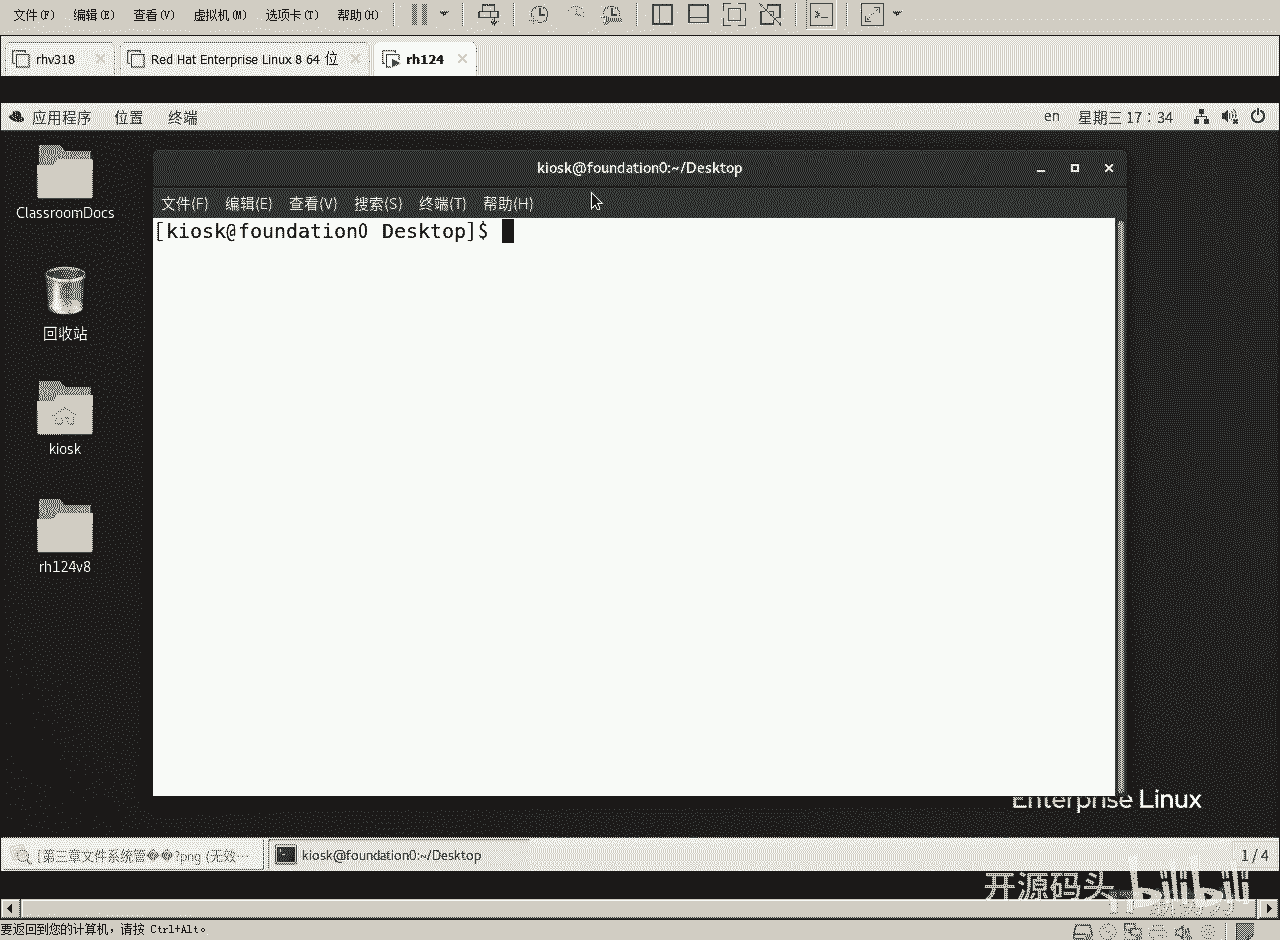 文件(F) 编辑(E) 查看(V) 虚拟机(M) 选项卡(T) 帮助(H)
rhv318 Red Hat Enterprise Linux 8 64 位 rh124
应用程序 位置 终端 en 星期三 17：34
kiosk@foundation0:~/Desktop
文件(F) 编辑(E) 查看(V) 搜索(S) 终端(T) 帮助(H)
[kiosk@foundation0 Desktop]$
ClassroomDocs
回收站
kiosk
rh124v8
Enterprise Linux
[第三章文件系统管��?png (无效… kiosk@foundation0:~/Desktop 1 / 4
开源码头 bilibili
要返回到您的计算机，请按 Ctrl+Alt。